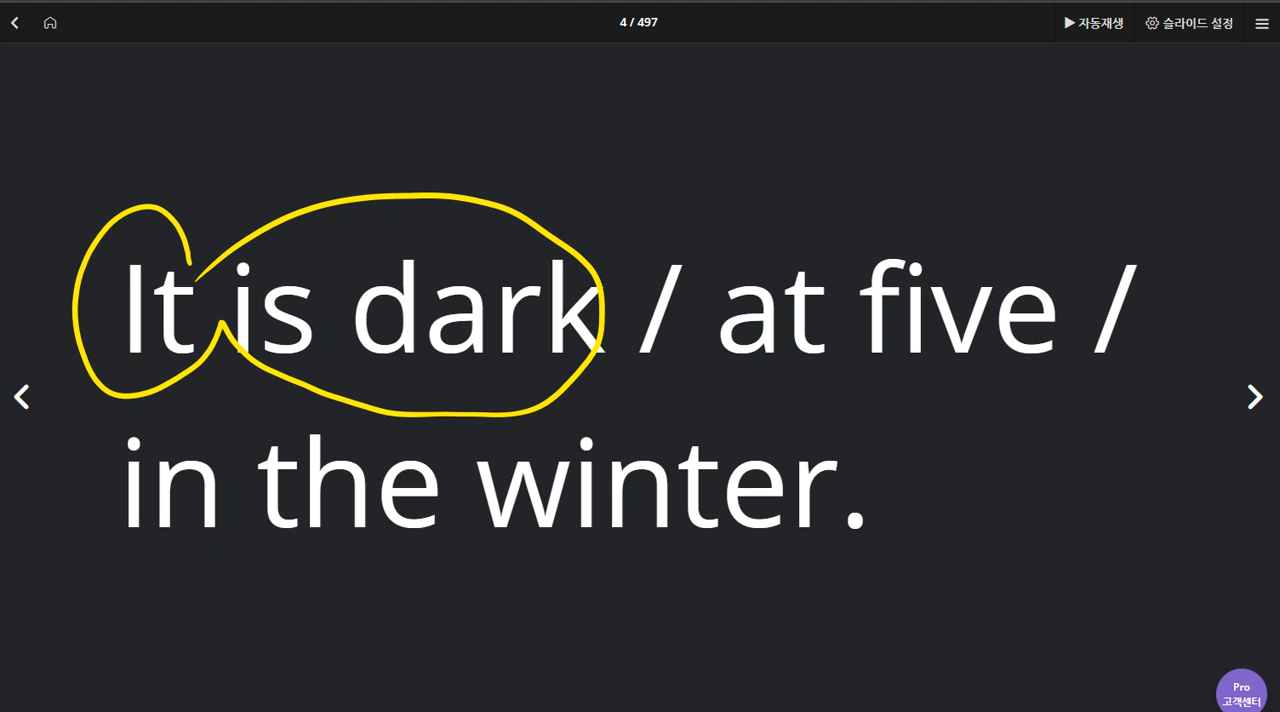 4 / 497
▶ 자동재생
슬라이드 설정
It is dark / at five /
in the winter.
Pro
고객센터